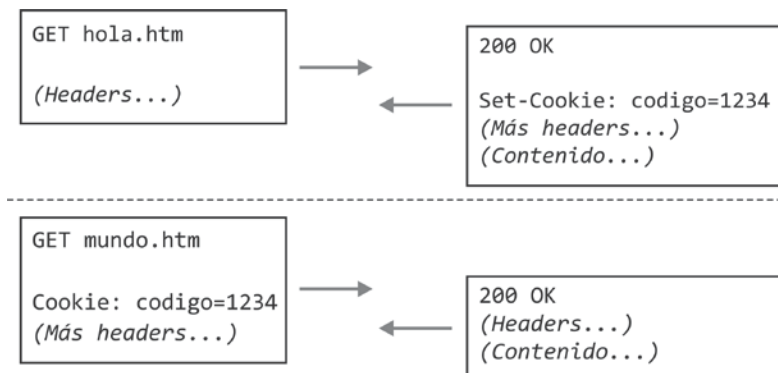 GET hola.htm
(Headers...)
200 OK
Set-Cookie: codigo=1234
(Más headers...)
(Contenido...)
GET mundo.htm
Cookie: codigo=1234
(Más headers...)
200 OK
(Headers...)
(Contenido...)